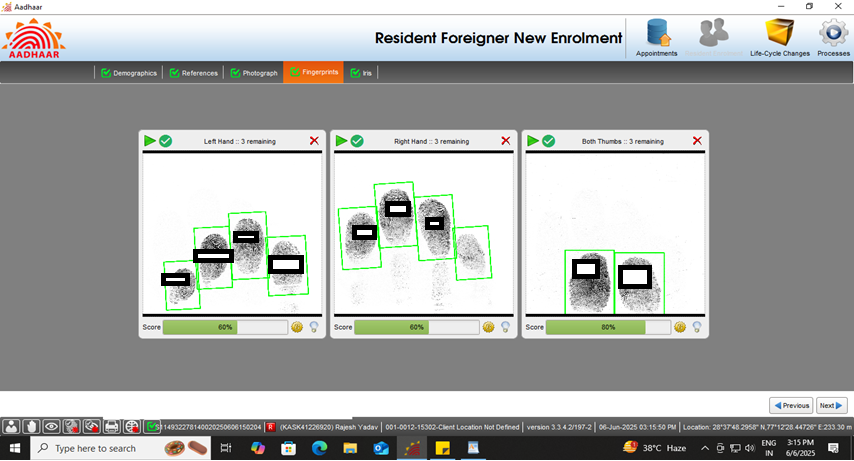 Aadhaar
AADHAAR
Resident Foreigner New Enrolment
Appointments
Life-Cycle Changes
Processes
Demographics
References
Photograph
Fingerprints
Iris
Left Hand :: 3 remaining
Right Hand :: 3 remaining
Both Thumbs :: 3 remaining
Score 60%
Score 60%
Score 80%
Previous
Next
S11493227814002025060615020​4 R (KASK41226920) Rajesh Yadav 001-0012-15302-Client Location Not Defined version 3.3.4.2/197-2 06-Jun-2025 03:15:50 PM Location: 28°37'48.2958" N,77°12'28.44726" E:233.30 m
Type here to search
38°C Haze
ENG
IN
3:15 PM
6/6/2025